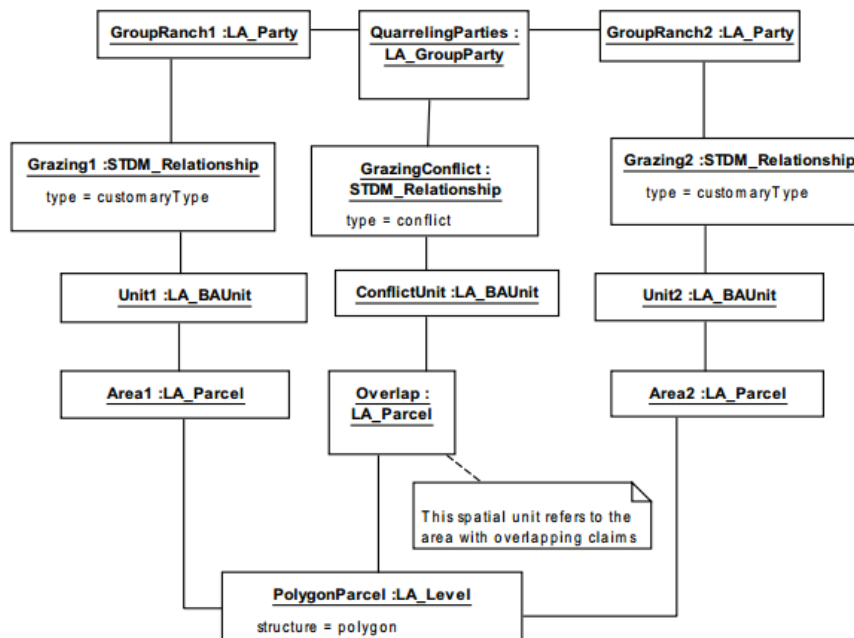 GroupRanch1 :LA_Party
QuarrelingParties :
LA_GroupParty
GroupRanch2 :LA_Party
Grazing1 :STDM_Relationship
type = customaryType
GrazingConflict :
STDM_Relationship
type = conflict
Grazing2 :STDM_Relationship
type = customaryType
Unit1 :LA_BAUnit
ConflictUnit :LA_BAUnit
Unit2 :LA_BAUnit
Area1 :LA_Parcel
Overlap :
LA_Parcel
Area2 :LA_Parcel
This spatial unit refers to the
area with overlapping claims
PolygonParcel :LA_Level
structure = polygon